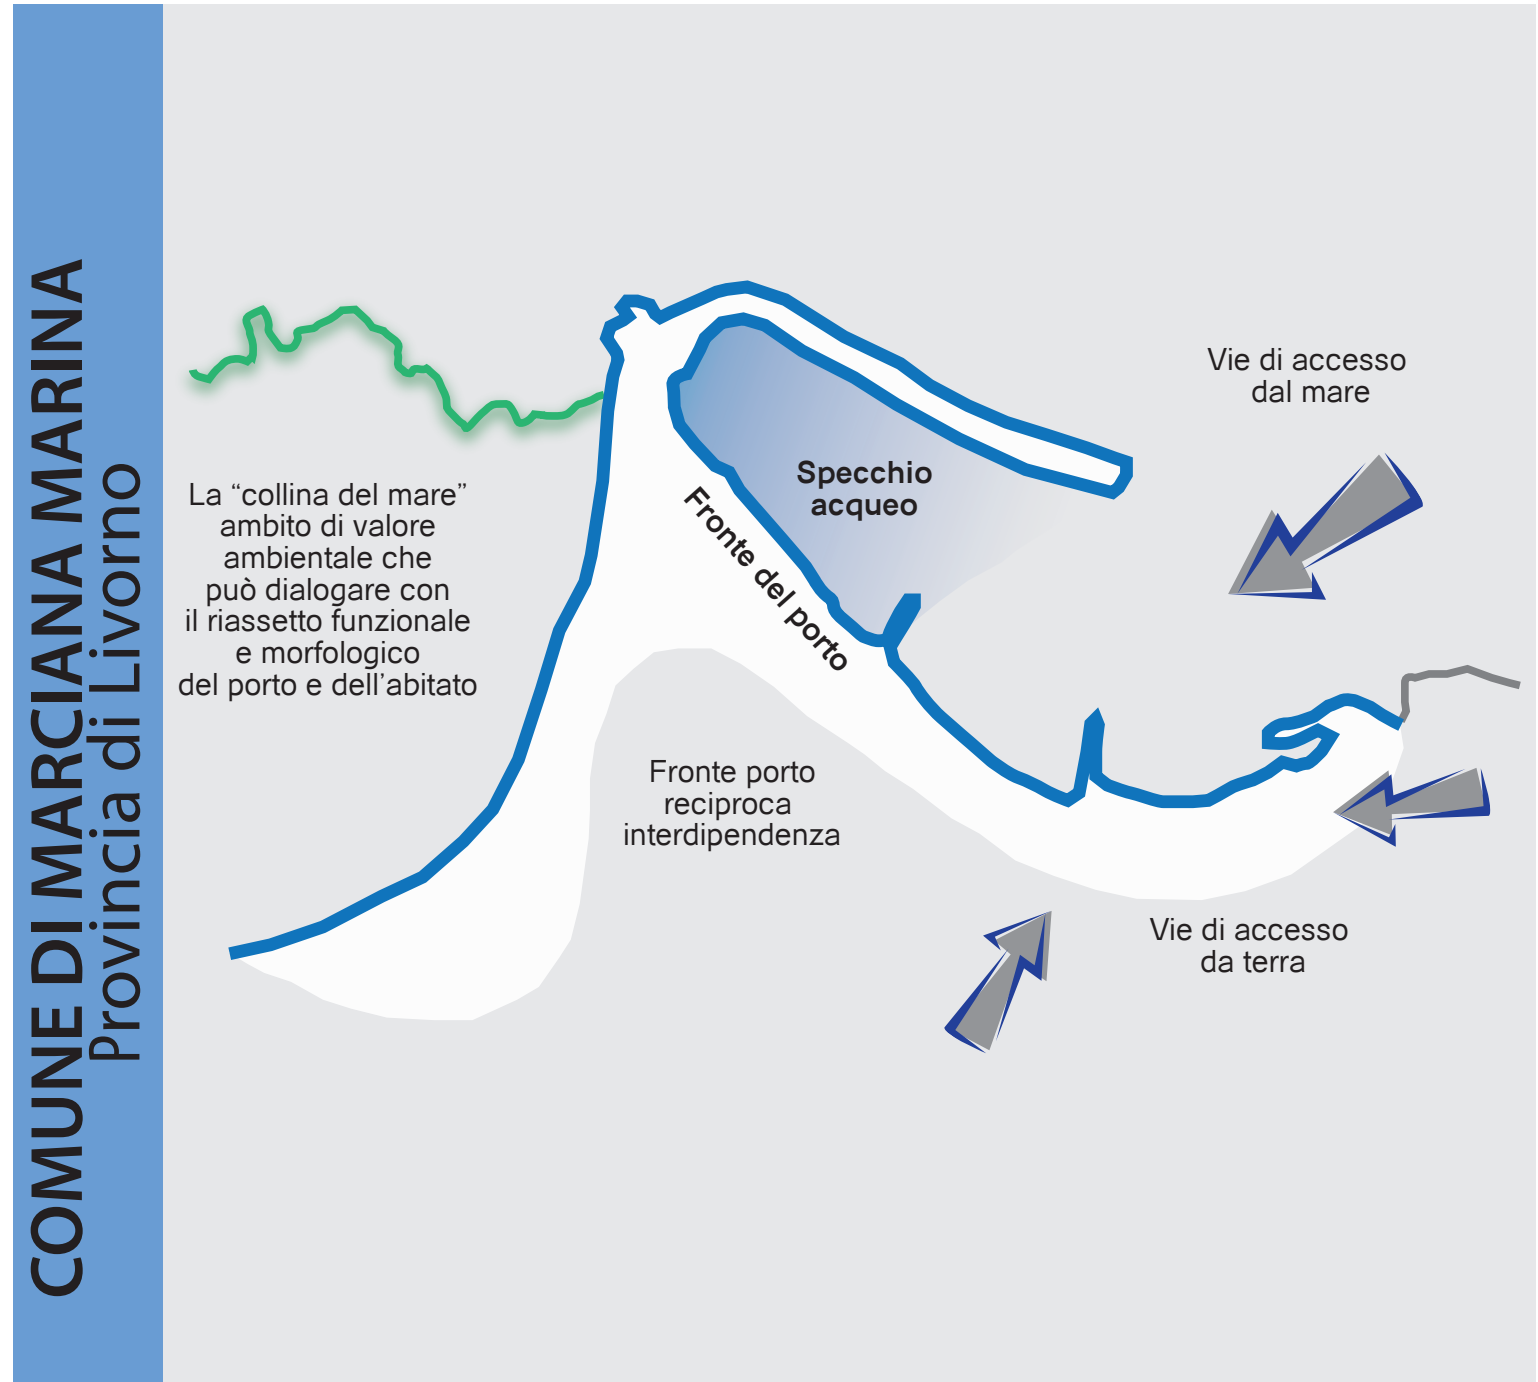 COMUNE DI MARCIANA MARINA
Provincia di Livorno
La “collina del mare”
ambito di valore
ambientale che
può dialogare con
il riassetto funzionale
e morfologico
del porto e dell’abitato
Specchio
acqueo
Fronte del porto
Vie di accesso
dal mare
Fronte porto
reciproca
interdipendenza
Vie di accesso
da terra